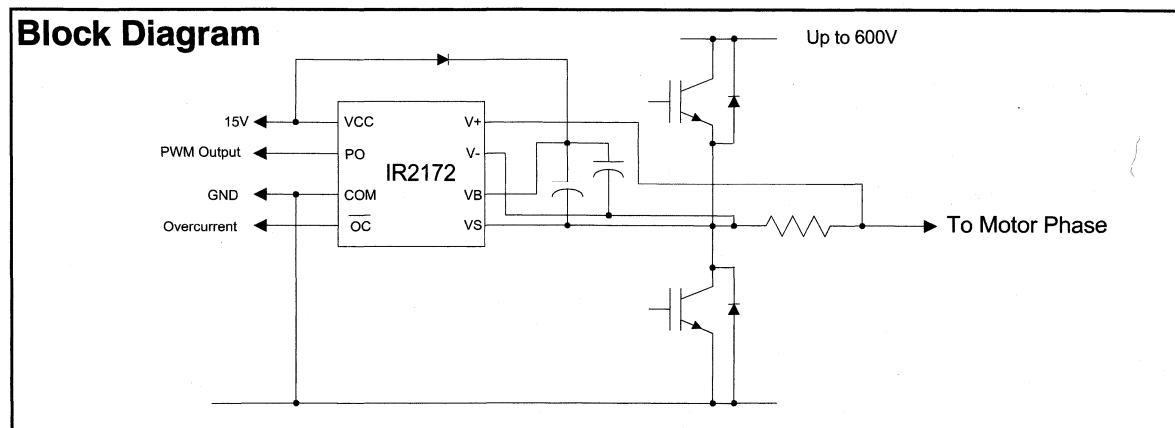 Block Diagram
Up to 600V
15V
VCC
V+
PWM Output
PO
V-
IR2172
GND
COM
VB
Overcurrent
OC
VS
To Motor Phase